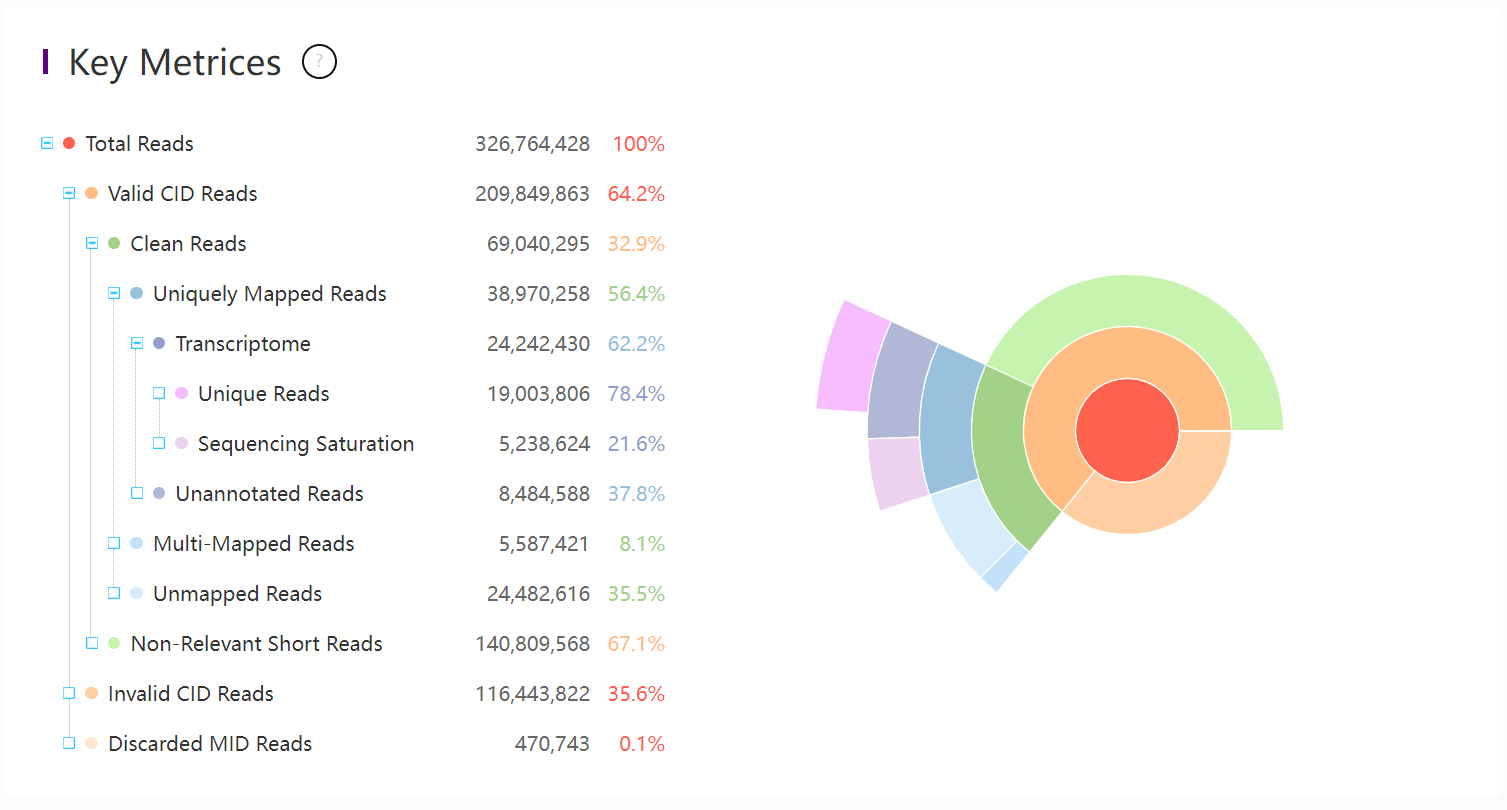 Key Metrices ?
Total Reads 326,764,428 100%
Valid CID Reads 209,849,863 64.2%
Clean Reads 69,040,295 32.9%
Uniquely Mapped Reads 38,970,258 56.4%
Transcriptome 24,242,430 62.2%
Unique Reads 19,003,806 78.4%
Sequencing Saturation 5,238,624 21.6%
Unannotated Reads 8,484,588 37.8%
Multi-Mapped Reads 5,587,421 8.1%
Unmapped Reads 24,482,616 35.5%
Non-Relevant Short Reads 140,809,568 67.1%
Invalid CID Reads 116,443,822 35.6%
Discarded MID Reads 470,743 0.1%